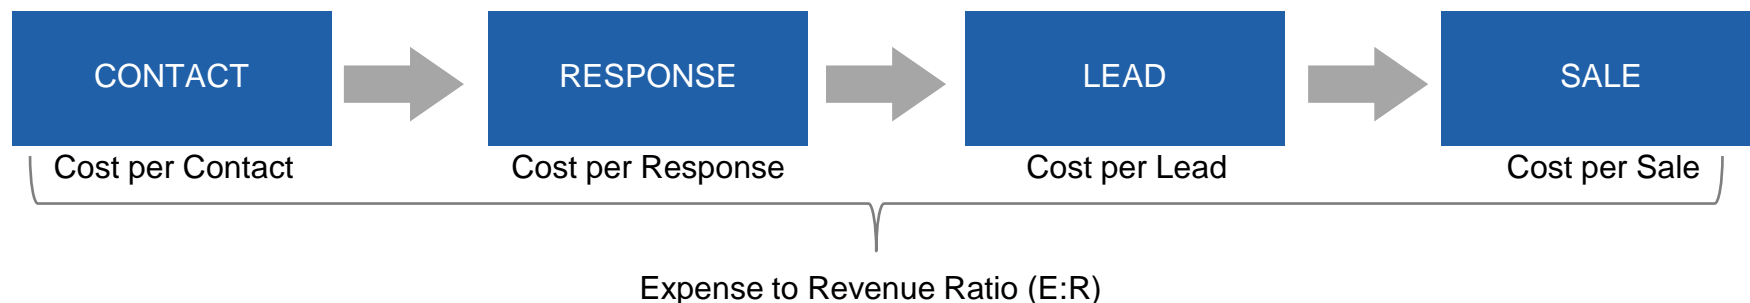 CONTACT
RESPONSE
LEAD
SALE
Cost per Contact
Cost per Response
Cost per Lead
Cost per Sale
Expense to Revenue Ratio (E:R)